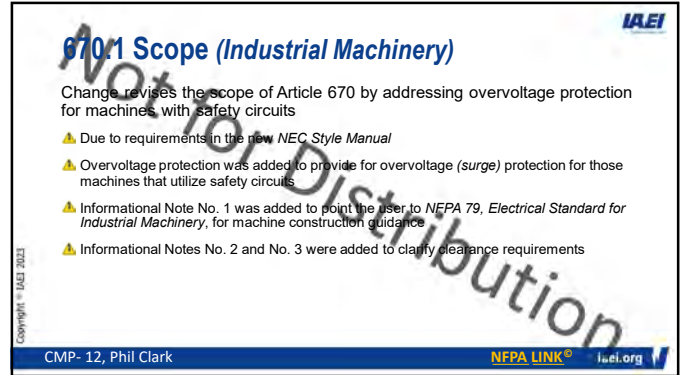 IAEI
670.1 Scope (Industrial Machinery)
Change revises the scope of Article 670 by addressing overvoltage protection
for machines with safety circuits
Due to requirements in the new NEC Style Manual
Overvoltage protection was added to provide for overvoltage (surge) protection for those
machines that utilize safety circuits
Informational Note No. 1 was added to point the user to NFPA 79, Electrical Standard for
Industrial Machinery, for machine construction guidance
Informational Notes No. 2 and No. 3 were added to clarify clearance requirements
Not for Distribution
Copyright © IAEI 2023
CMP- 12, Phil Clark
NFPA LINK©
iaei.org